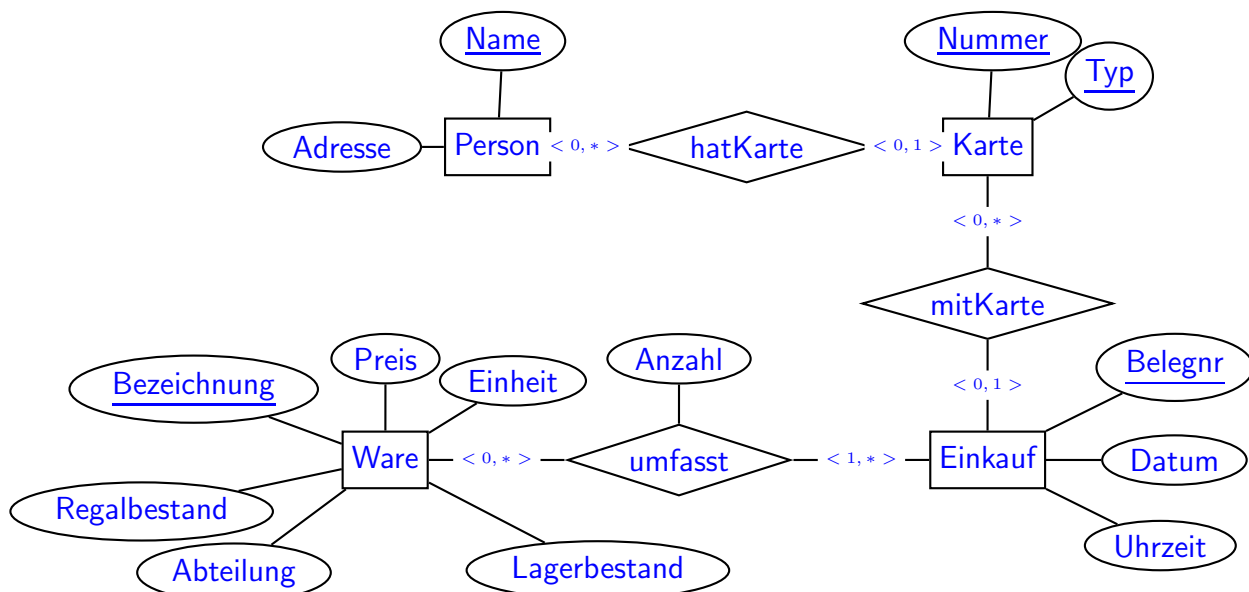 Name
Nummer
Typ
Adresse
Person
< 0, ∗ >
hatKarte
< 0, 1 >
Karte
< 0, ∗ >
mitKarte
< 0, 1 >
Preis
Anzahl
Bezeichnung
Einheit
Belegnr
Ware
< 0, ∗ >
umfasst
< 1, ∗ >
Einkauf
Datum
Regalbestand
Abteilung
Lagerbestand
Uhrzeit